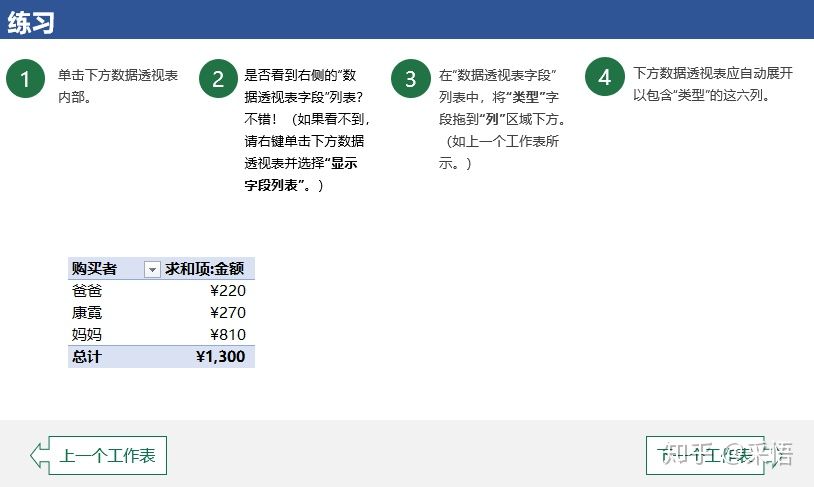 练习
1
单击下方数据透视表
内部。
2
是否看到右侧的“数
据透视表字段”列表？
不错！（如果看不到，
请右键单击下方数据
透视表并选择“显示
字段列表”。）
3
在“数据透视表字段”
列表中，将“类型”字
段拖到“列”区域下方。
（如上一个工作表所
示。）
4
下方数据透视表应自动展开
以包含“类型”的这六列。
购买者 求和项:金额
爸爸 ¥220
康霓 ¥270
妈妈 ¥810
总计 ¥1,300
上一个工作表
下一个工作表
知乎 @采悟